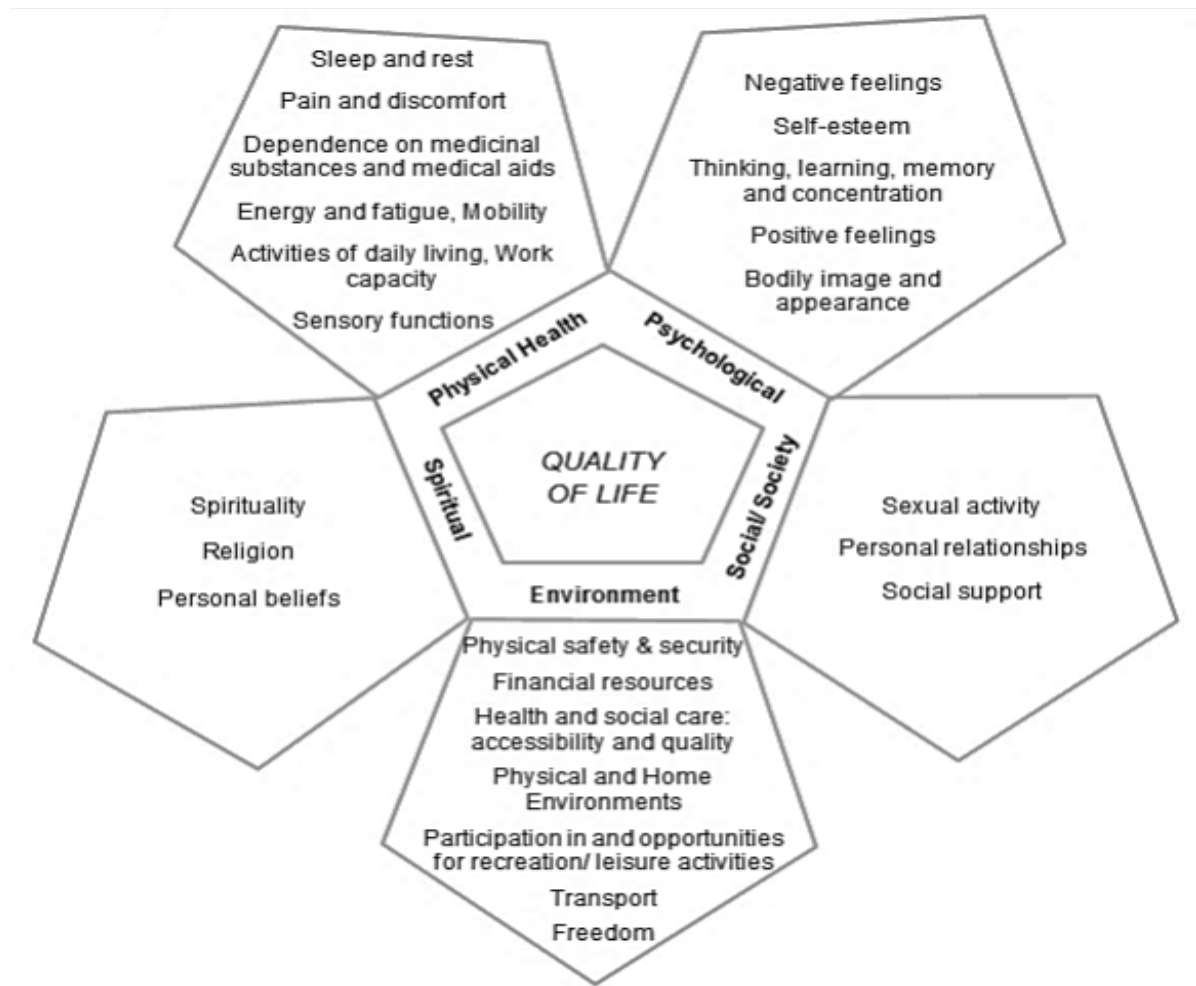 Sleep and rest
Pain and discomfort
Dependence on medicinal
substances and medical aids
Energy and fatigue, Mobility
Activities of daily living, Work
capacity
Sensory functions
Negative feelings
Self-esteem
Thinking, learning, memory
and concentration
Positive feelings
Bodily image and
appearance
Physical Health
Psychological
Spiritual
QUALITY
OF LIFE
Social/ Society
Environment
Spirituality
Religion
Personal beliefs
Sexual activity
Personal relationships
Social support
Physical safety & security
Financial resources
Health and social care:
accessibility and quality
Physical and Home
Environments
Participation in and opportunities
for recreation/ leisure activities
Transport
Freedom